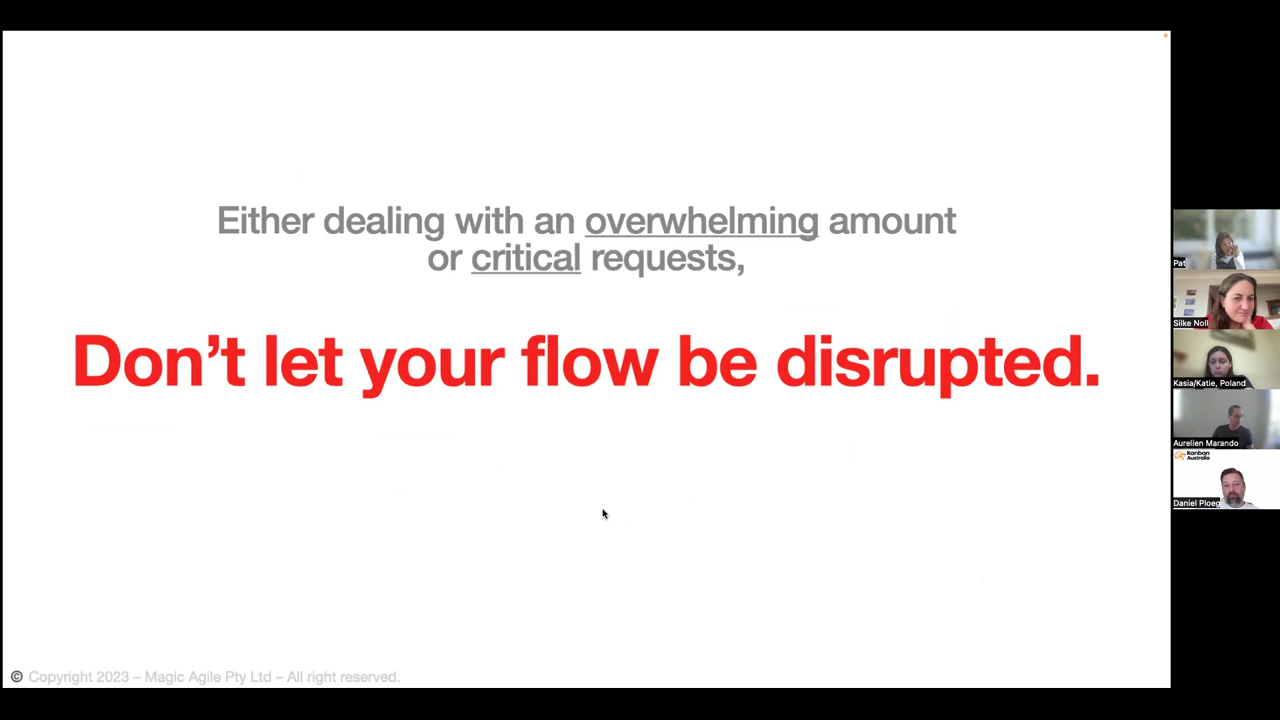 Either dealing with an overwhelming amount
or critical requests,
Don’t let your flow be disrupted.
© Copyright 2023 – Magic Agile Pty Ltd – All right reserved.
Pat
Silke Noll
Kasia/Katie, Poland
Aurelien Marando
Kanban
Australia
Daniel Ploeg